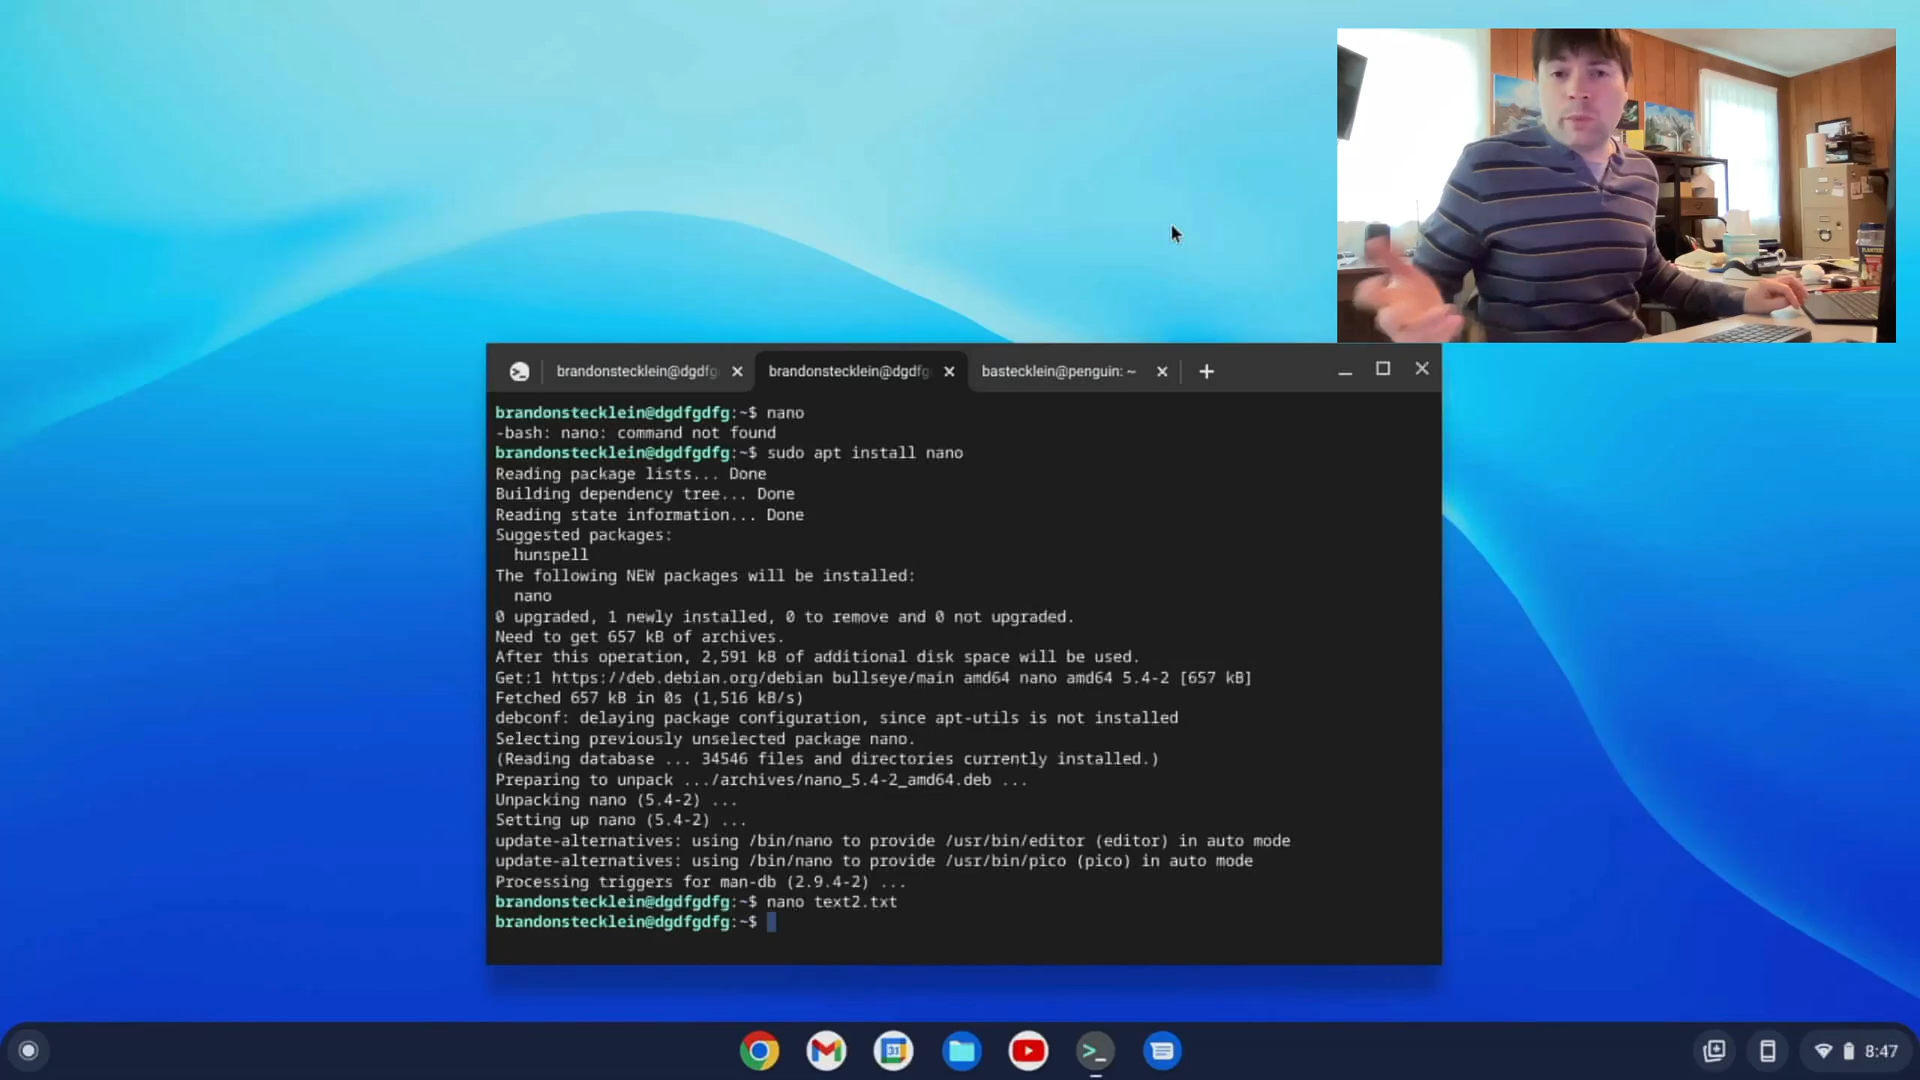 brandonstecklein@dgdfg
brandonstecklein@dgdfg
bastecklein@penguin: ~
brandonstecklein@dgdfgdfg:~$ nano
-bash: nano: command not found
brandonstecklein@dgdfgdfg:~$ sudo apt install nano
Reading package lists... Done
Building dependency tree... Done
Reading state information... Done
Suggested packages:
hunspell
The following NEW packages will be installed:
nano
0 upgraded, 1 newly installed, 0 to remove and 0 not upgraded.
Need to get 657 kB of archives.
After this operation, 2,591 kB of additional disk space will be used.
Get:1 https://deb.debian.org/debian bullseye/main amd64 nano amd64 5.4-2 [657 kB]
Fetched 657 kB in 0s (1,516 kB/s)
debconf: delaying package configuration, since apt-utils is not installed
Selecting previously unselected package nano.
(Reading database ... 34546 files and directories currently installed.)
Preparing to unpack .../archives/nano_5.4-2_amd64.deb ...
Unpacking nano (5.4-2) ...
Setting up nano (5.4-2) ...
update-alternatives: using /bin/nano to provide /usr/bin/editor (editor) in auto mode
update-alternatives: using /bin/nano to provide /usr/bin/pico (pico) in auto mode
Processing triggers for man-db (2.9.4-2) ...
brandonstecklein@dgdfgdfg:~$ nano text2.txt
brandonstecklein@dgdfgdfg:~$
31
8:47